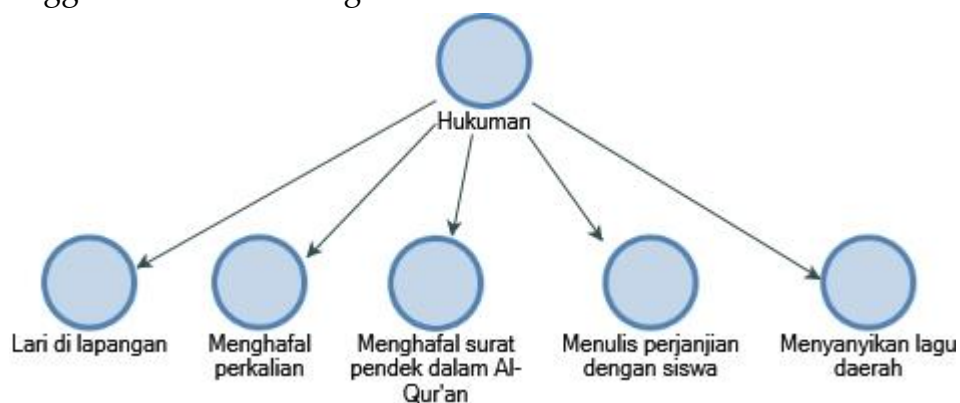 Hukuman
Lari di lapangan
Menghafal
perkalian
Menghafal surat
pendek dalam Al-
Qur'an
Menulis perjanjian
dengan siswa
Menyanyikan lagu
daerah